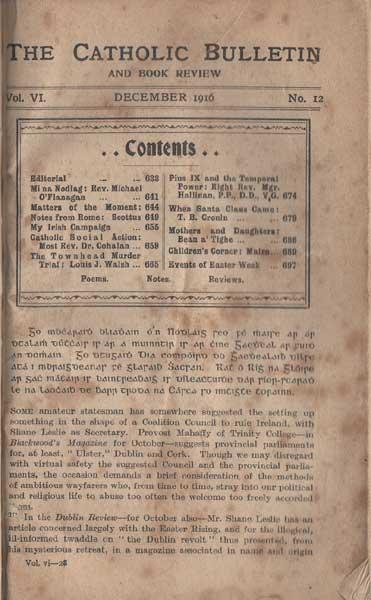 THE CATHOLIC BULLETIN
AND BOOK REVIEW
Vol. VI. DECEMBER 1916 No. 12
. . Contents . .
Editorial ... ... 633
Mi na Nodlag: Rev. Michael
O'Flanagan ... ... 641
Matters of the Moment: 644
Notes from Rome: Scottus 649
My Irish Campaign ... 655
Catholic Social Action:
Most Rev. Dr. Cohalan ... 659
The Townhead Murder
Trial: Louis J. Walsh ... 665
Pius IX and the Temporal
Power: Right Rev. Mgr.
Hallinan, P.P., D.D., V.G. 674
When Santa Claus Came:
T. B. Cronin ... ... 679
Mothers and Daughters:
Bean a' Tighe ... ... 686
Children's Corner: Maire... 689
Events of Easter Week ... 697
Poems. Notes. Reviews.
SOME amateur statesman has somewhere suggested the setting up
something in the shape of a Coalition Council to rule Ireland, with
Shane Leslie as Secretary. Provost Mahaffy of Trinity College—in
Blackwood's Magazine for October—suggests provincial parliaments
for, at least, " Ulster," Dublin and Cork. Though we may disregard
with virtual safety the suggested Council and the provincial parlia-
ments, the occasion demands a brief consideration of the methods
of ambitious wayfarers who, from time to time, stray into our political
and religious life to abuse too often the welcome too freely accorded
In the Dublin Review—for October also—Mr. Shane Leslie has an
article concerned largely with the Easter Rising, and for the illogical,
ill-informed twaddle on " the Dublin revolt " thus presented, from
his mysterious retreat, in a magazine associated in name and origin
Vol. vi—28